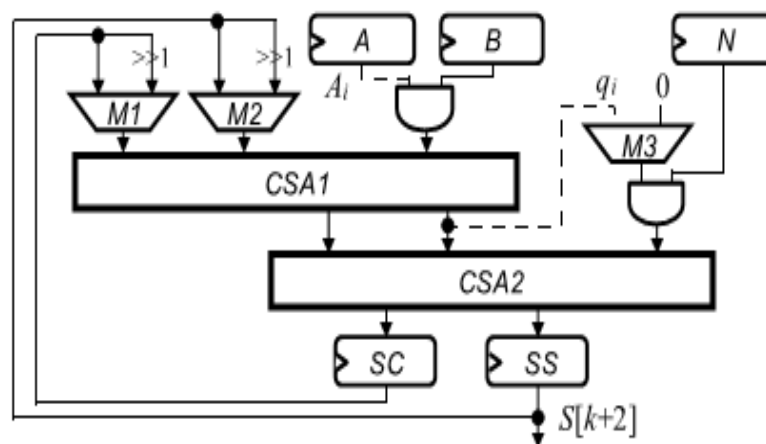 A
B
N
>>1
>>1
A_i
q_i
0
M1
M2
M3
CSA1
CSA2
SC
SS
S[k+2]